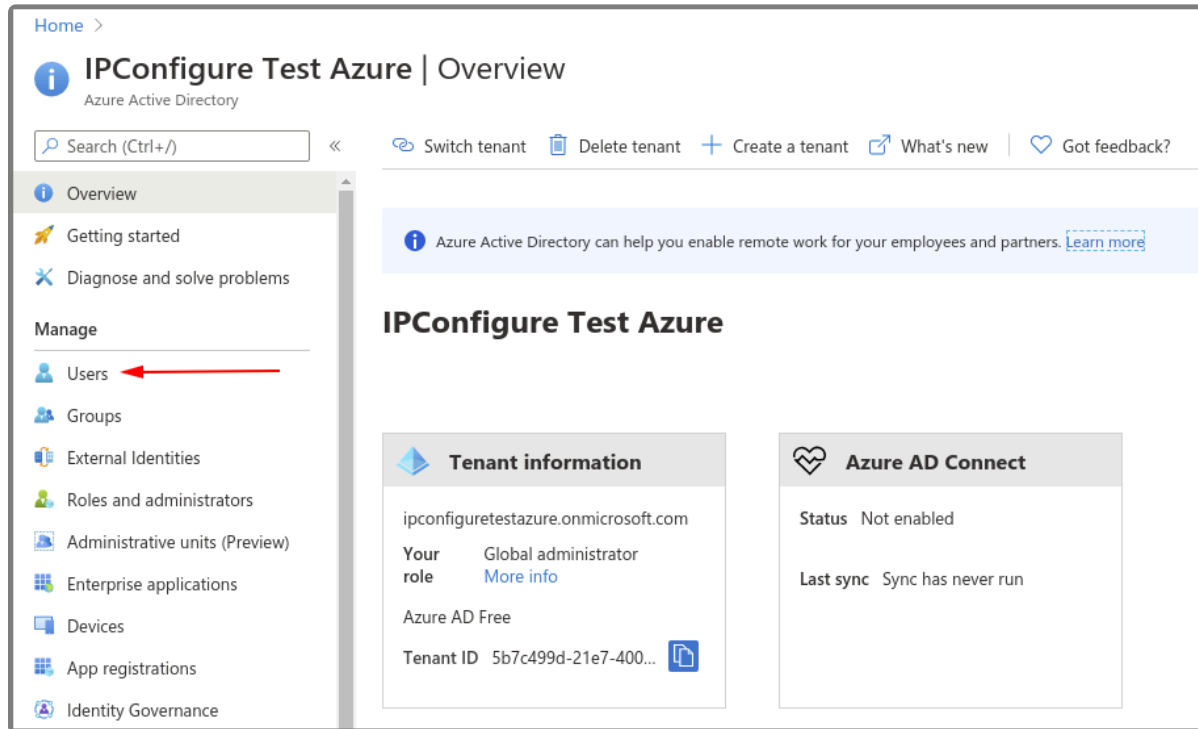 Home >
IPConfigure Test Azure | Overview
Azure Active Directory
Search (Ctrl+/)
«
Switch tenant
Delete tenant
Create a tenant
What's new
Got feedback?
Overview
Getting started
Diagnose and solve problems
Manage
Users
Groups
External Identities
Roles and administrators
Administrative units (Preview)
Enterprise applications
Devices
App registrations
Identity Governance
Azure Active Directory can help you enable remote work for your employees and partners. Learn more
IPConfigure Test Azure
Tenant information
ipconfiguretestazure.onmicrosoft.com
Your role Global administrator
More info
Azure AD Free
Tenant ID 5b7c499d-21e7-400...
Azure AD Connect
Status Not enabled
Last sync Sync has never run